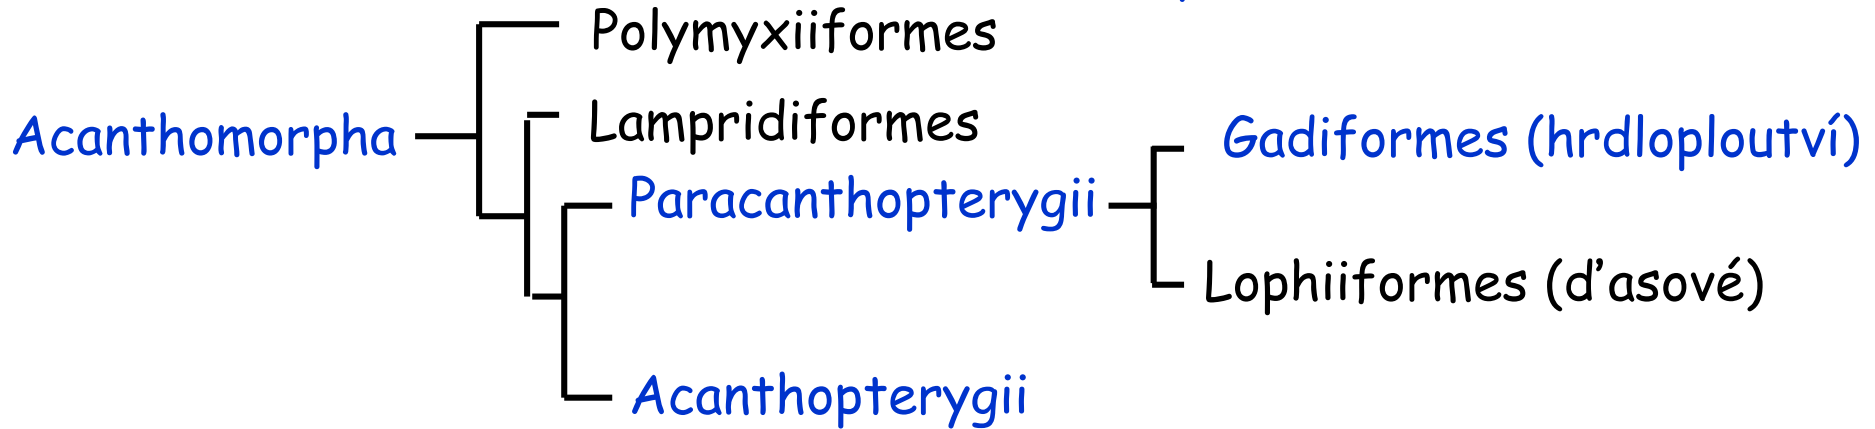 Polymyxiiformes
Lampridiformes
Acanthomorpha
Gadiformes (hrdloploutví)
Paracanthopterygii
Lophiiformes (ďasové)
Acanthopterygii